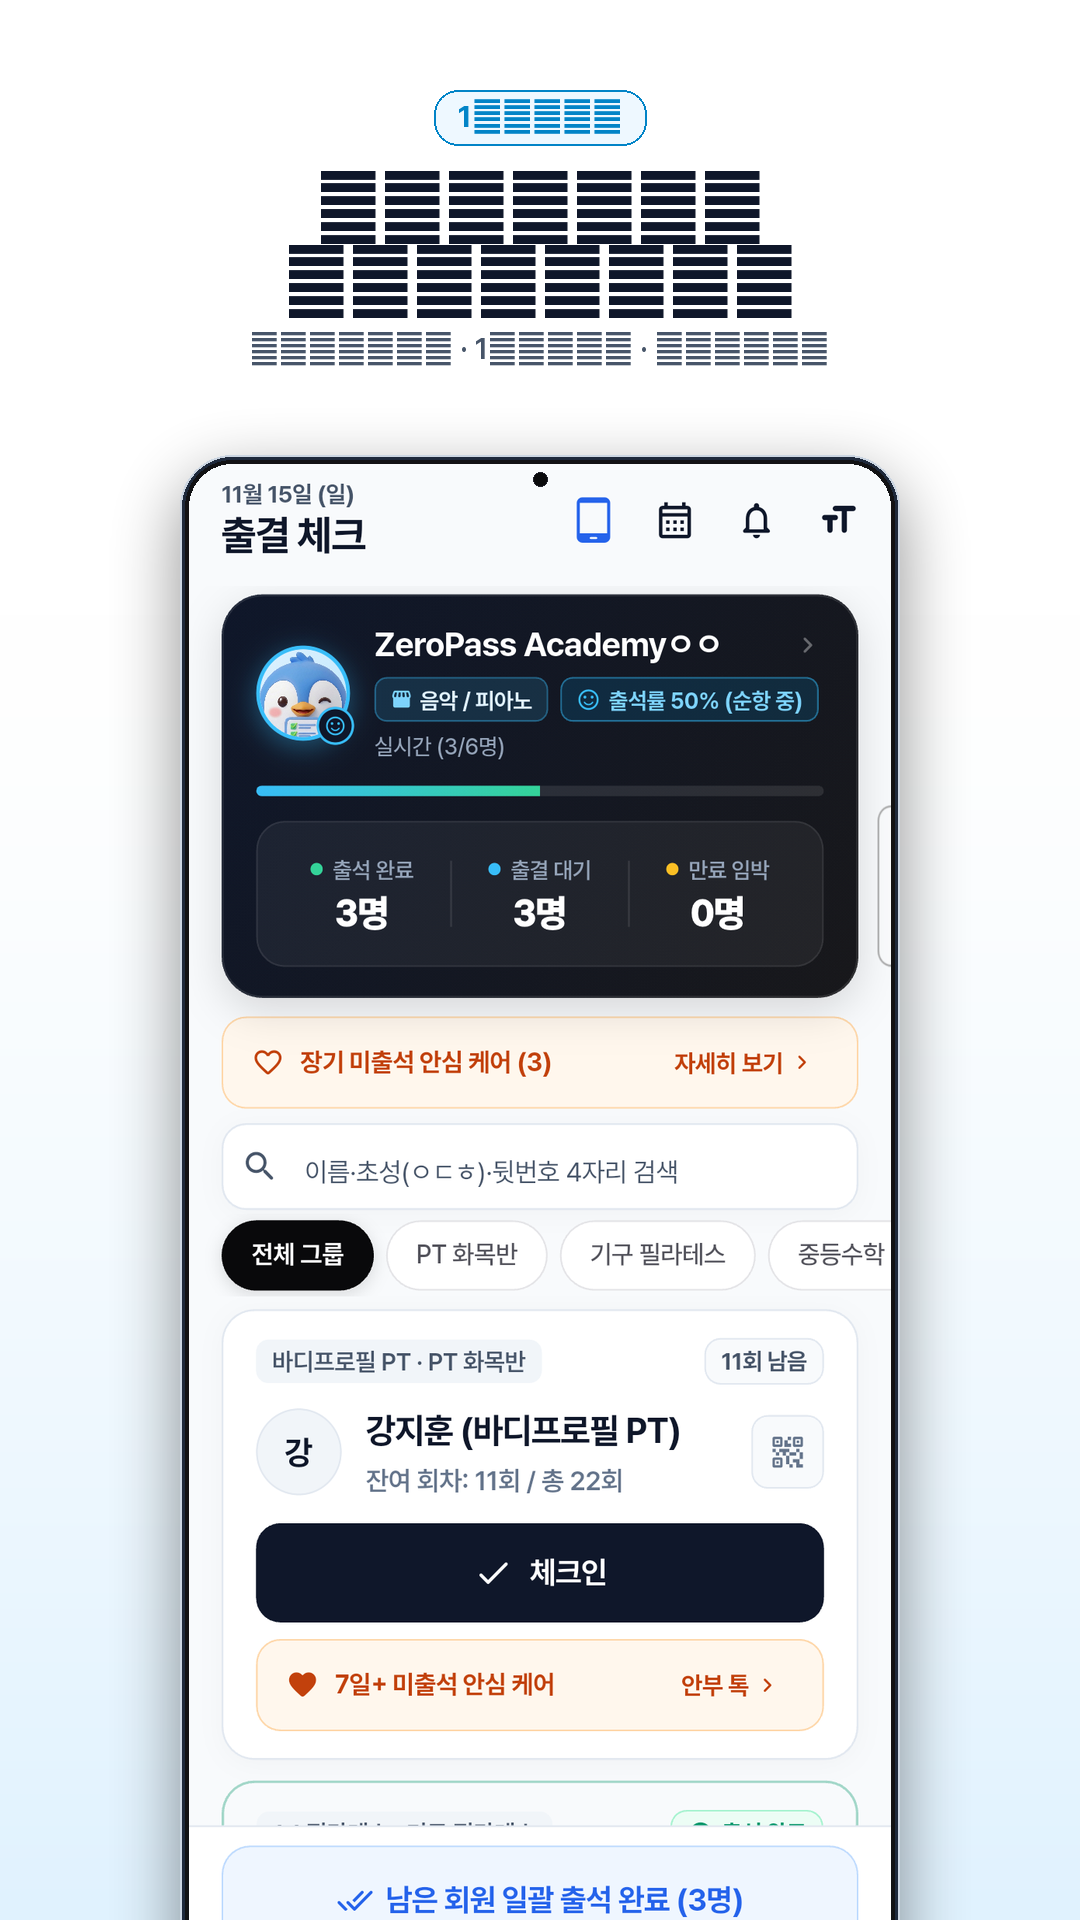 11월 15일 (일)
출결 체크
ZeroPass Academyㅇㅇ
음악 / 피아노
출석률 50% (순항 중)
실시간 (3/6명)
출석 완료
출결 대기
만료 임박
3명
3명
0명
장기 미출석 안심 케어 (3)
자세히 보기
이름·초성(ㅇㄷㅎ)·뒷번호 4자리 검색
전체 그룹
PT 화목반
기구 필라테스
중등수학
바디프로필 PT · PT 화목반
11회 남음
강
강지훈 (바디프로필 PT)
잔여 회차: 11회 / 총 22회
체크인
7일+ 미출석 안심 케어
안부 톡
남은 회원 일괄 출석 완료 (3명)